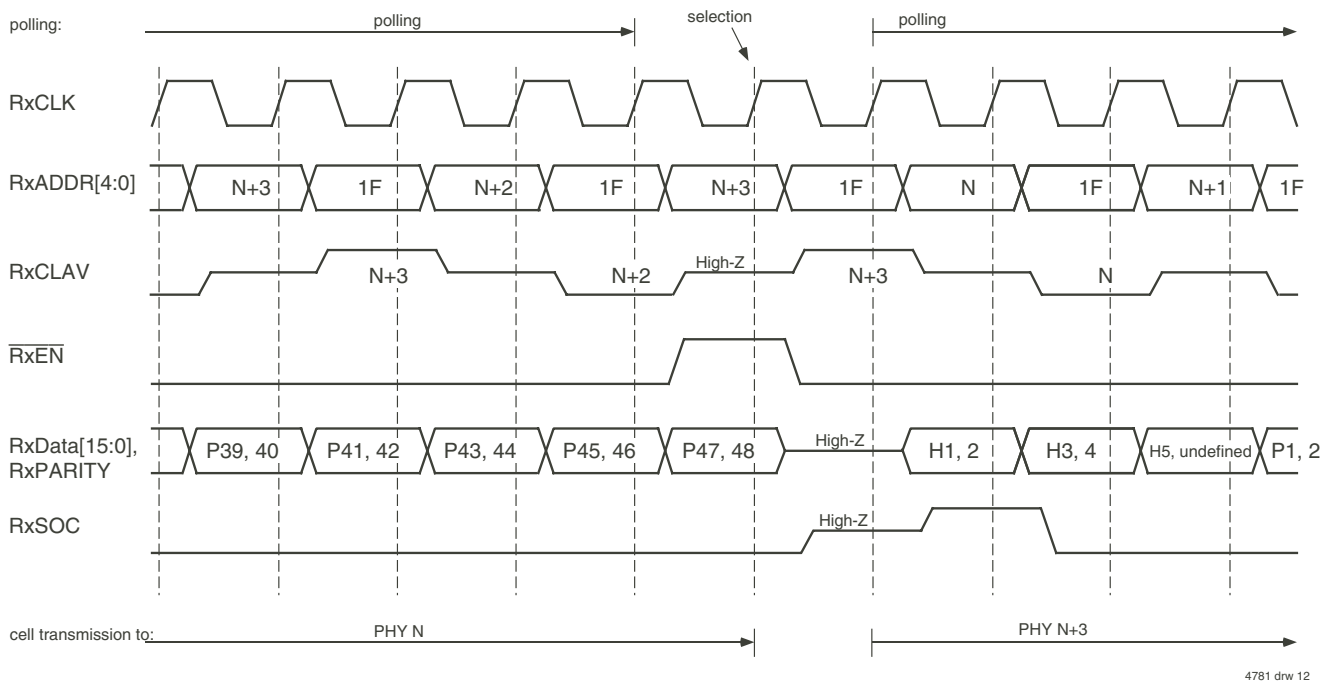 polling:
polling
selection
polling
RxCLK
RxADDR[4:0]
N+3 1F N+2 1F N+3 1F N 1F N+1 1F
RxCLAV
N+3 N+2 High-Z N+3 N
RxEN
RxData[15:0],
RxPARITY
P39, 40 P41, 42 P43, 44 P45, 46 P47, 48 High-Z H1, 2 H3, 4 H5, undefined P1, 2
RxSOC
High-Z
cell transmission to:
PHY N
PHY N+3
4781 drw 12